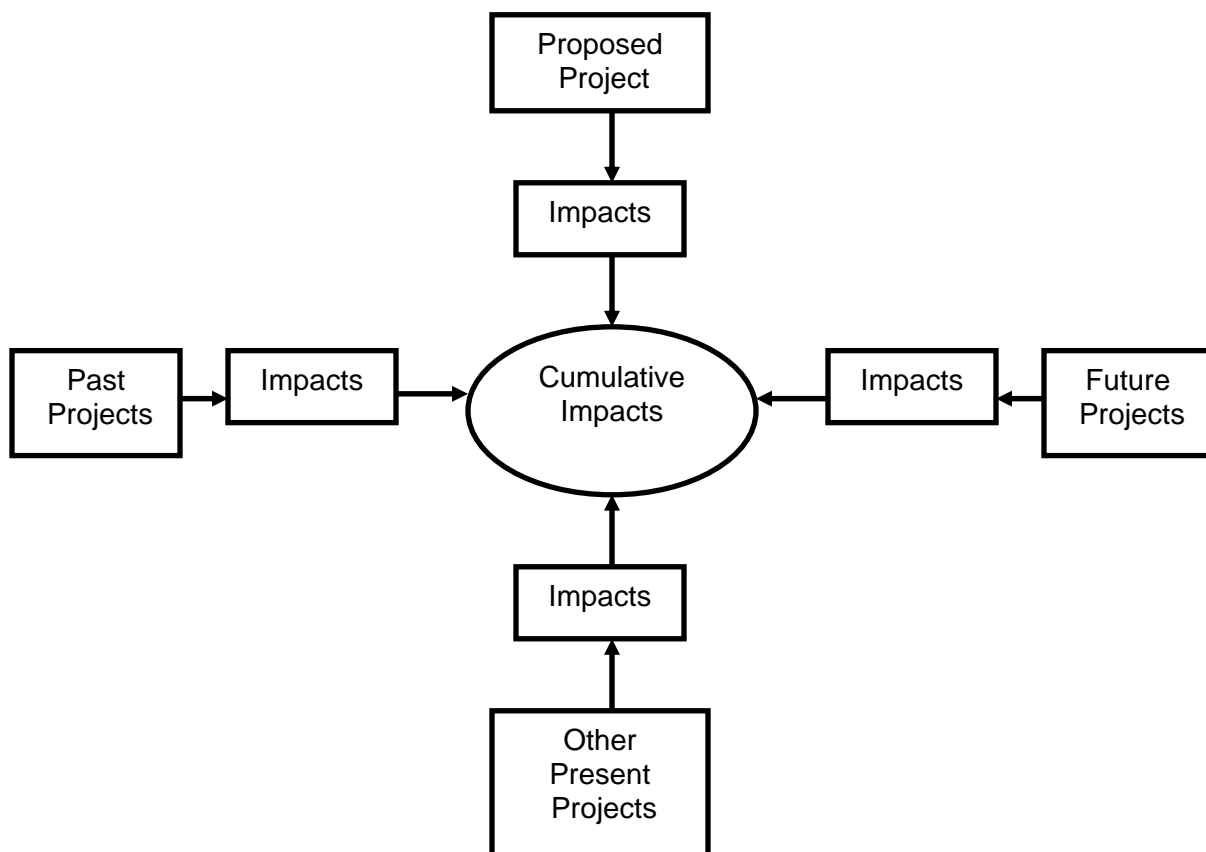 Proposed
Project
Impacts
Past
Projects
Impacts
Cumulative
Impacts
Impacts
Future
Projects
Impacts
Other
Present
Projects